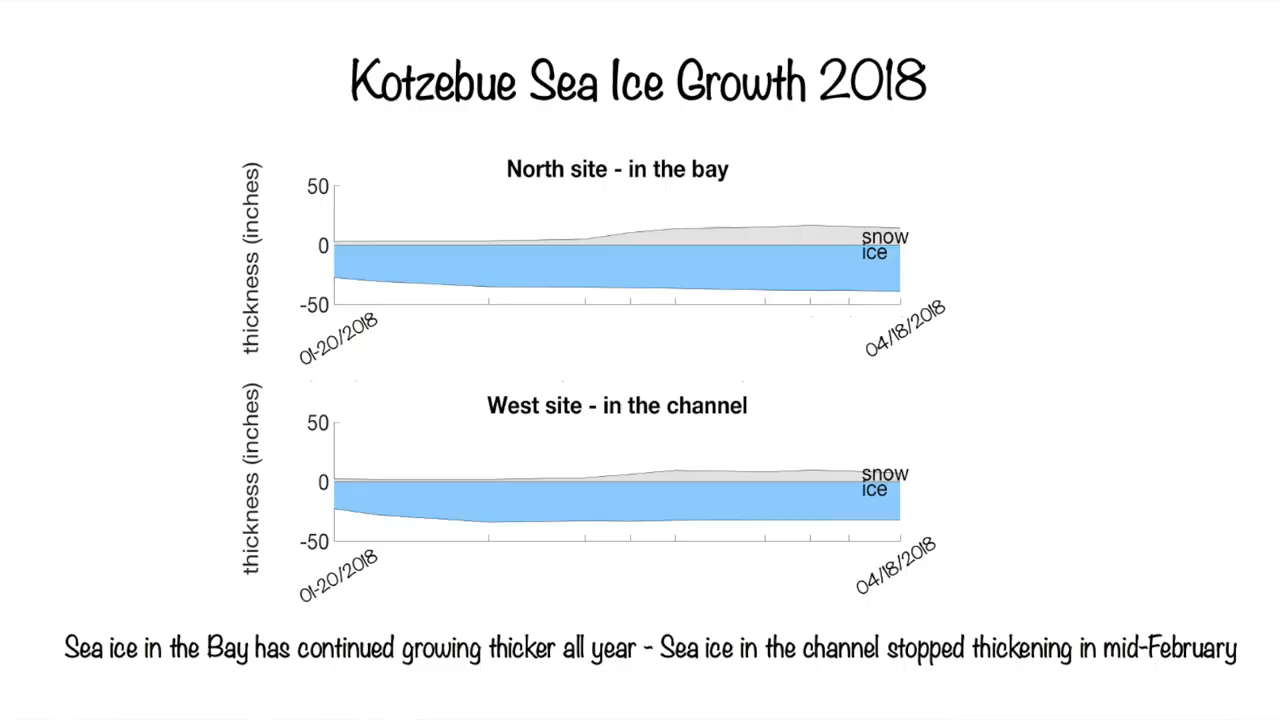 Kotzebue Sea Ice Growth 2018
North site - in the bay
thickness (inches)
50
0
-50
snow
ice
01-20/2018
04/18/2018
West site - in the channel
thickness (inches)
50
0
-50
snow
ice
01-20/2018
04/18/2018
Sea ice in the Bay has continued growing thicker all year - Sea ice in the channel stopped thickening in mid-February